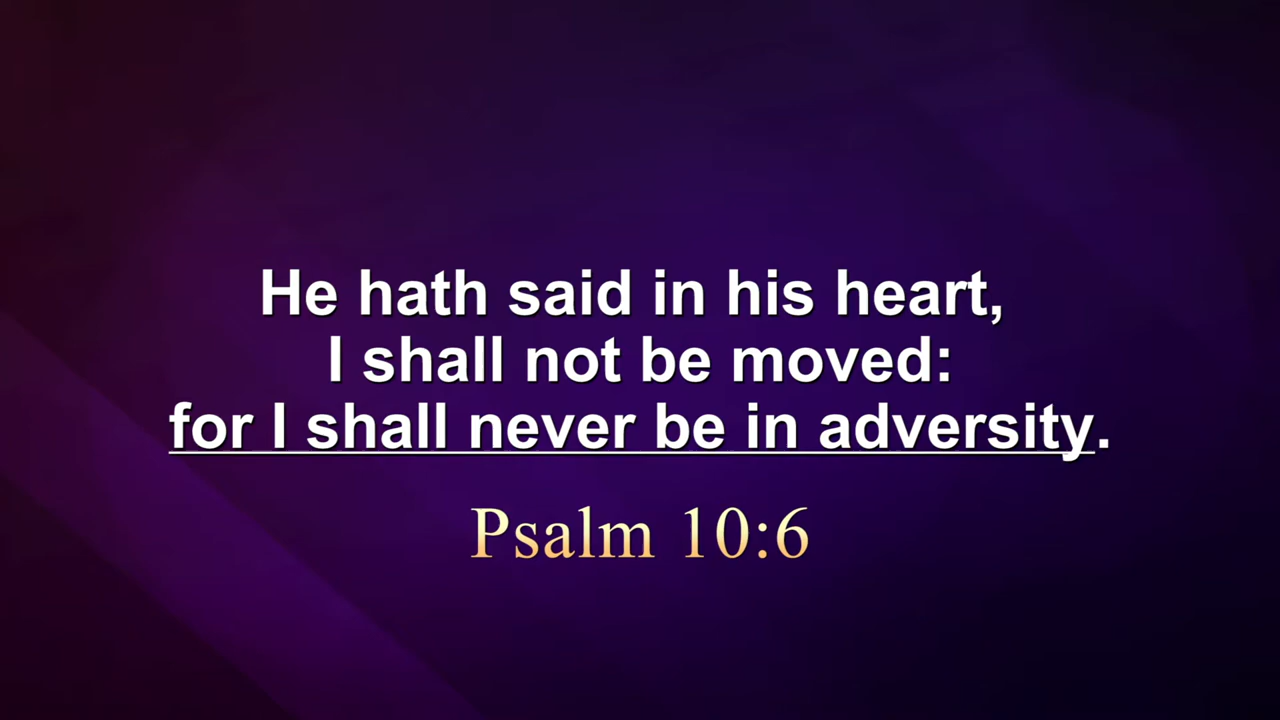 He hath said in his heart,
I shall not be moved:
for I shall never be in adversity.
Psalm 10:6